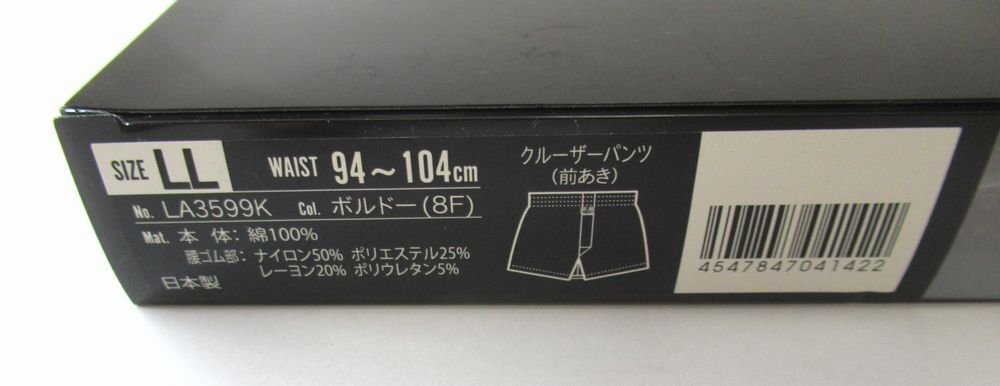 SIZE LL WAIST 94～104cm
No. LA3599K Col. ボルドー(8F)
Mat. 本 体：綿100%
腰ゴム部：ナイロン50% ポリエステル25%
レーヨン20% ポリウレタン5%
日本製
クルーザーパンツ
(前あき)
4547847041422